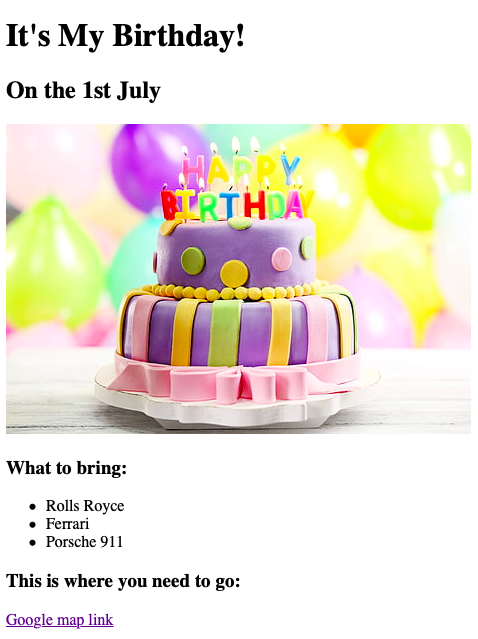 It's My Birthday!
On the 1st July
HAPPY
BIRTHDAY
What to bring:
Rolls Royce
Ferrari
Porsche 911
This is where you need to go:
Google map link